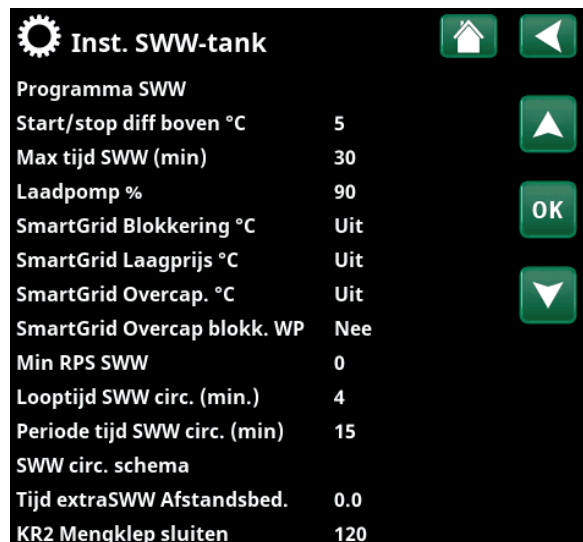 Inst. SWW-tank
Programma SWW
Start/stop diff boven °C 5
Max tijd SWW (min) 30
Laadpomp % 90
SmartGrid Blokkering °C Uit
SmartGrid Laagprijs °C Uit
SmartGrid Overcap. °C Uit
SmartGrid Overcap blokk. WP Nee
Min RPS SWW 0
Looptijd SWW circ. (min.) 4
Periode tijd SWW circ. (min) 15
SWW circ. schema
Tijd extraSWW Afstandsbed. 0.0
KR2 Mengklep sluiten 120
OK